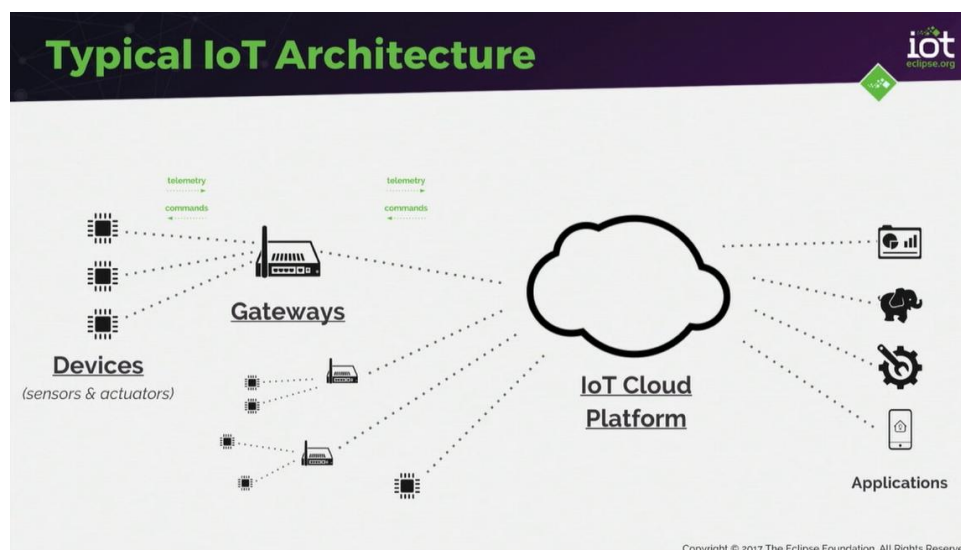 Typical IoT Architecture
iot
eclipse.org
telemetry
telemetry
commands
commands
Gateways
Devices
(sensors & actuators)
IoT Cloud
Platform
Applications
Copyright © 2017 The Eclipse Foundation. All Rights Reserve